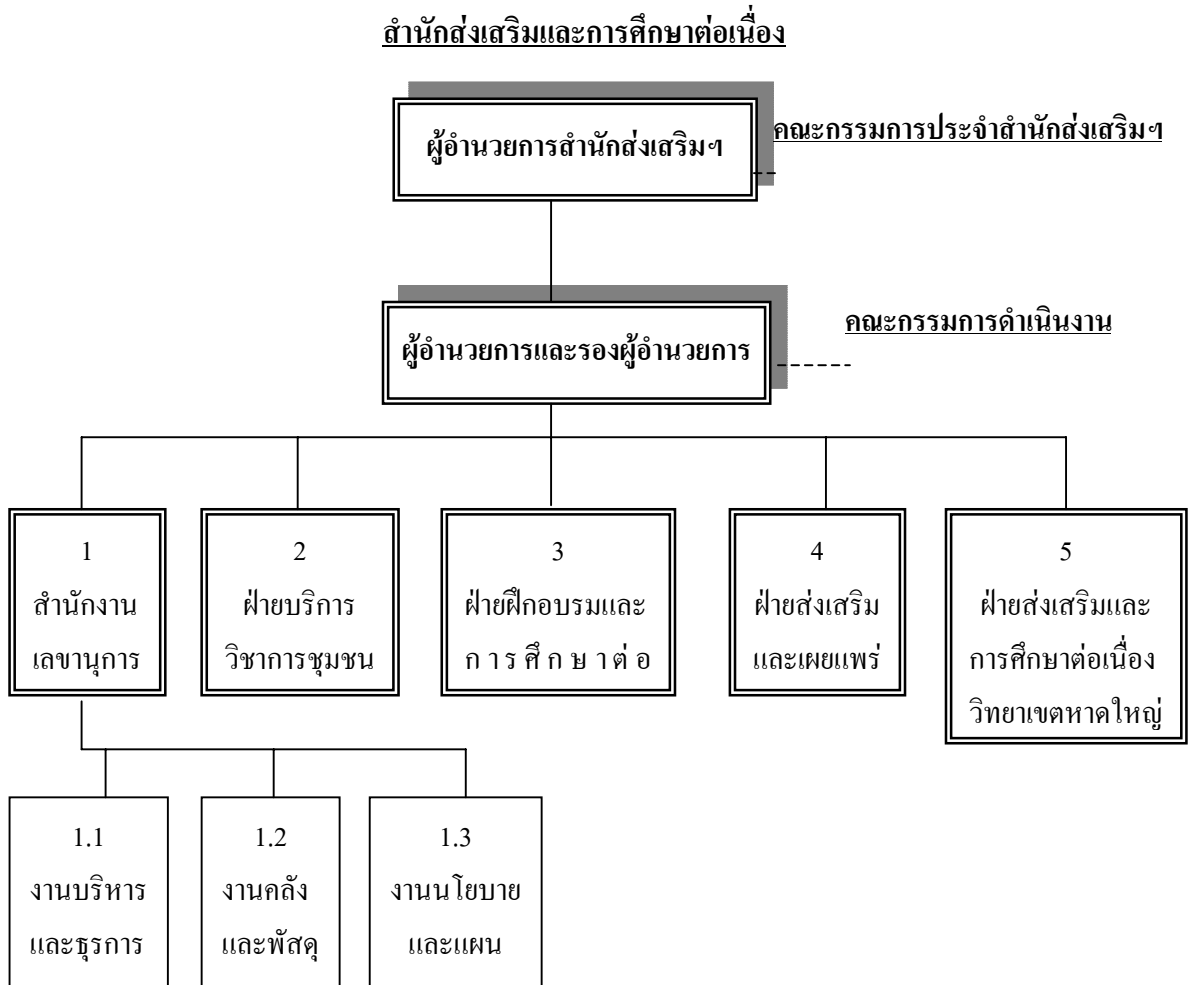 สำนักส่งเสริมและการศึกษาต่อเนื่อง
ผู้อำนวยการสำนักส่งเสริมฯ
คณะกรรมการประจำสำนักส่งเสริมฯ
ผู้อำนวยการและรองผู้อำนวยการ
คณะกรรมการดำเนินงาน
1
สำนักงาน
เลขานุการ
2
ฝ่ายบริการ
วิชาการชุมชน
3
ฝ่ายฝึกอบรมและ
การศึกษาต่อ
4
ฝ่ายส่งเสริม
และเผยแพร่
5
ฝ่ายส่งเสริมและ
การศึกษาต่อเนื่อง
วิทยาเขตหาดใหญ่
1.1
งานบริหาร
และธุรการ
1.2
งานคลัง
และพัสดุ
1.3
งานนโยบาย
และแผน